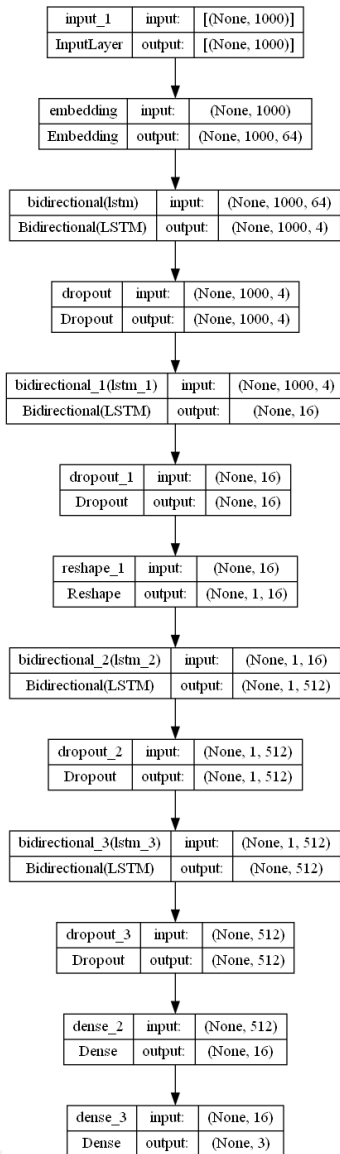 input_1 input: [(None, 1000)]
InputLayer output: [(None, 1000)]
embedding input: (None, 1000)
Embedding output: (None, 1000, 64)
bidirectional(lstm) input: (None, 1000, 64)
Bidirectional(LSTM) output: (None, 1000, 4)
dropout input: (None, 1000, 4)
Dropout output: (None, 1000, 4)
bidirectional_1(lstm_1) input: (None, 1000, 4)
Bidirectional(LSTM) output: (None, 16)
dropout_1 input: (None, 16)
Dropout output: (None, 16)
reshape_1 input: (None, 16)
Reshape output: (None, 1, 16)
bidirectional_2(lstm_2) input: (None, 1, 16)
Bidirectional(LSTM) output: (None, 1, 512)
dropout_2 input: (None, 1, 512)
Dropout output: (None, 1, 512)
bidirectional_3(lstm_3) input: (None, 1, 512)
Bidirectional(LSTM) output: (None, 512)
dropout_3 input: (None, 512)
Dropout output: (None, 512)
dense_2 input: (None, 512)
Dense output: (None, 16)
dense_3 input: (None, 16)
Dense output: (None, 3)